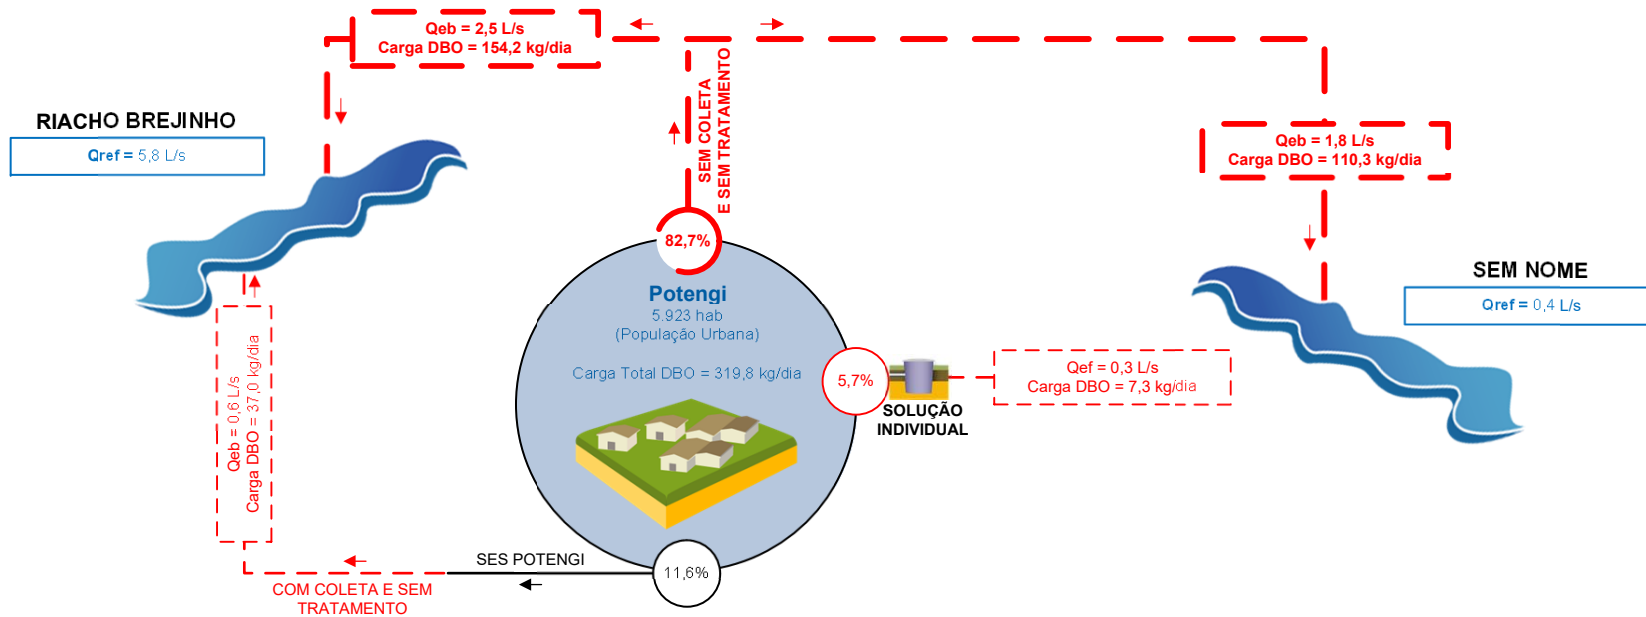 Qeb = 2,5 L/s
Carga DBO = 154,2 kg/dia
RIACHO BREJINHO
Qref = 5,8 L/s
SEM COLETA
E SEM TRATAMENTO
Qeb = 1,8 L/s
Carga DBO = 110,3 kg/dia
82,7%
SEM NOME
Qref = 0,4 L/s
Potengi
5.923 hab
(População Urbana)
Carga Total DBO = 319,8 kg/dia
5,7%
SOLUÇÃO
INDIVIDUAL
Qef = 0,3 L/s
Carga DBO = 7,3 kg/dia
Qeb = 0,6 L/s
Carga DBO = 37,0 kg/dia
SES POTENGI
11,6%
COM COLETA E SEM
TRATAMENTO